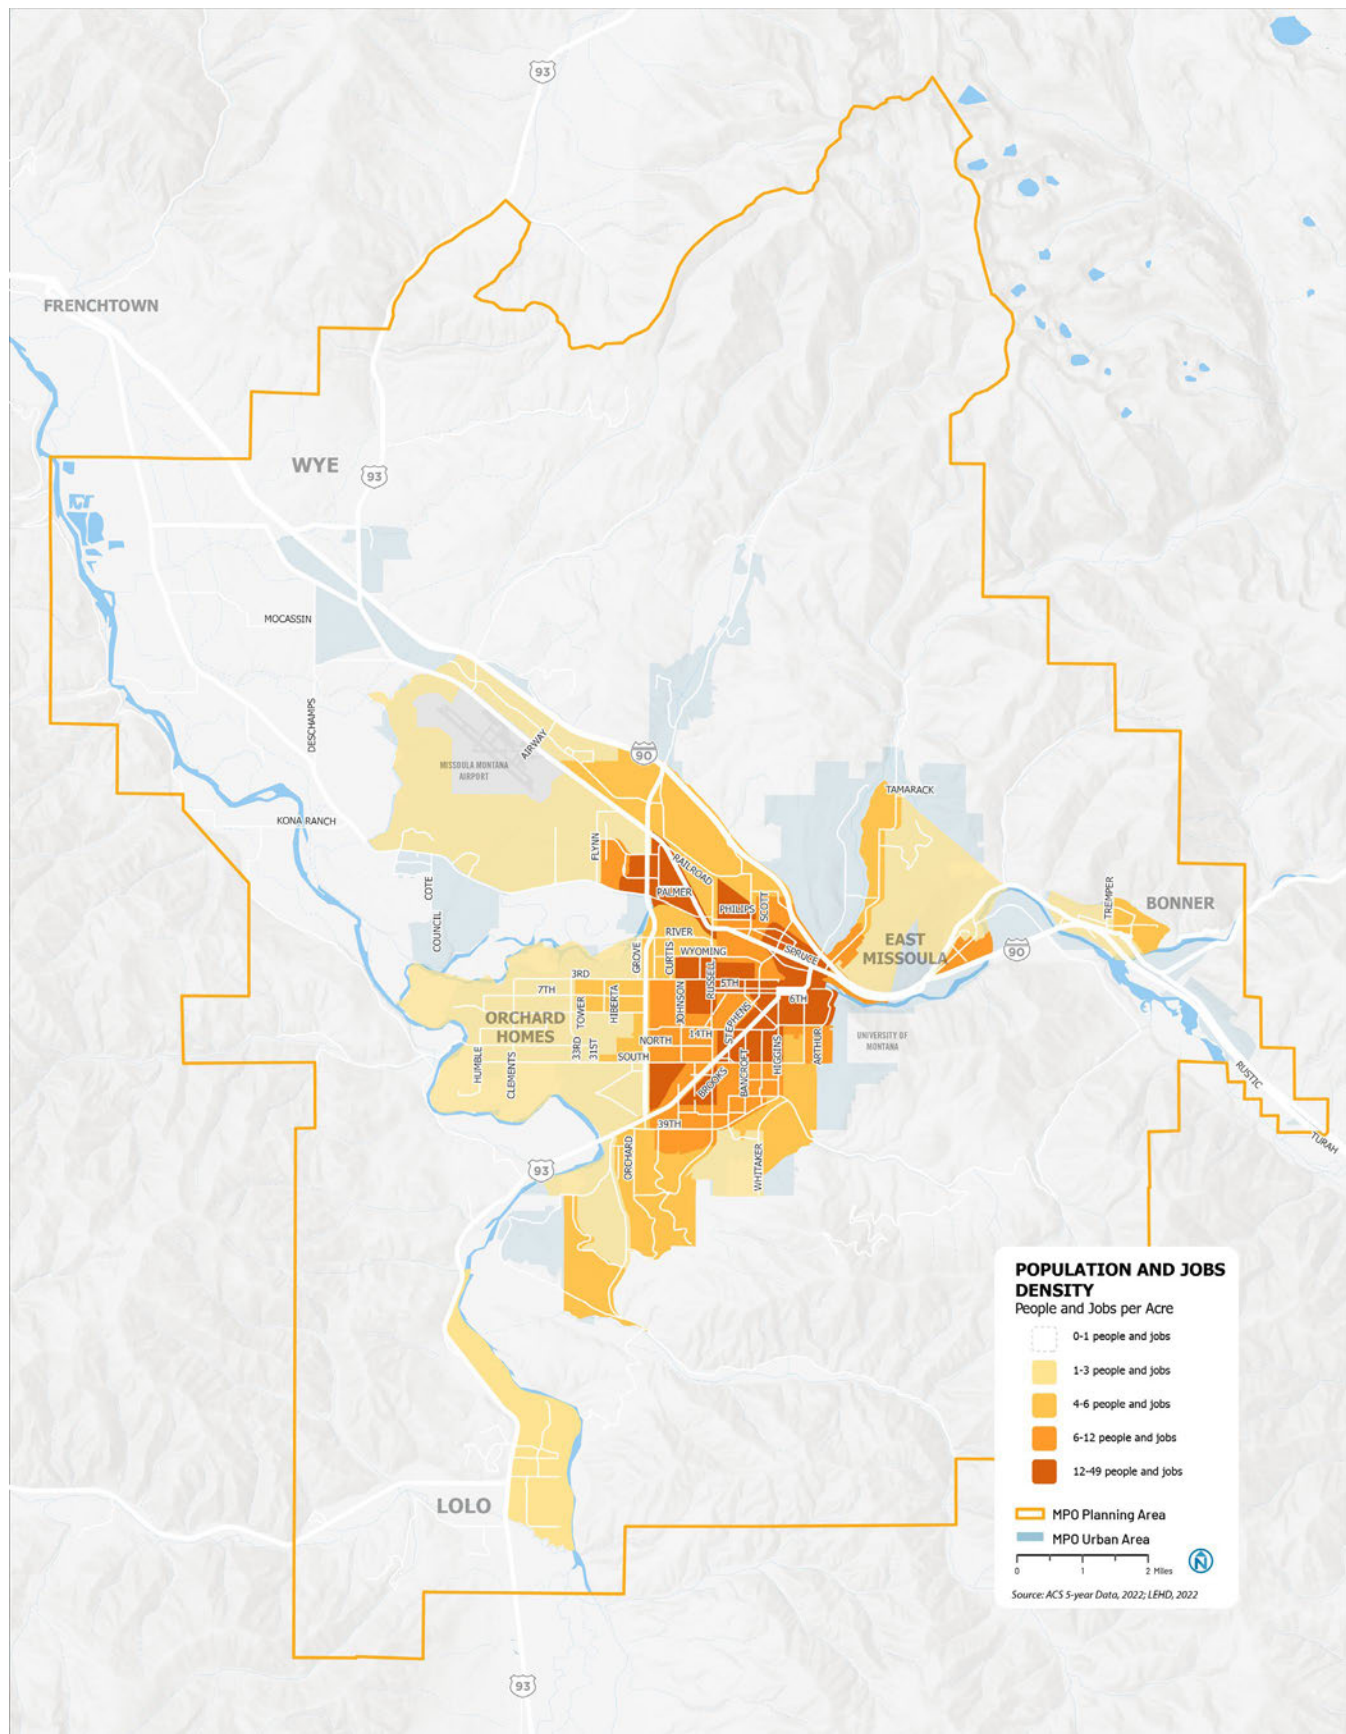 93
FRENCHTOWN
WYE
93
MOCASSIN
DESCHAMPS
AIRWAY
90
MISSOULA MONTANA
AIRPORT
TAMARACK
KONA RANCH
FLYNN
RAILROAD
COTE
PALMER
TREMPER
BONNER
PHILIPS
SCOTT
COUNCIL
RIVER
EAST
MISSOULA
90
GROVE
CURTIS
WYOMING
SPRUCE
3RD
RUSSELL
5TH
7TH
HIBERTA
JOHNSON
6TH
TOWER
ORCHARD
HOMES
STEPHENS
14TH
UNIVERSITY OF
MONTANA
NORTH
33RD
31ST
SOUTH
ARTHUR
HIGGINS
BANCROFT
HUMBLE
CLEMENTS
BROOKS
RUSTIC
39TH
TURAH
ORCHARD
WHITAKER
93
POPULATION AND JOBS
DENSITY
People and Jobs per Acre
0-1 people and jobs
1-3 people and jobs
4-6 people and jobs
6-12 people and jobs
12-49 people and jobs
LOLO
MPO Planning Area
MPO Urban Area
0 1 2 Miles
N
Source: ACS 5-year Data, 2022; LEHD, 2022
93